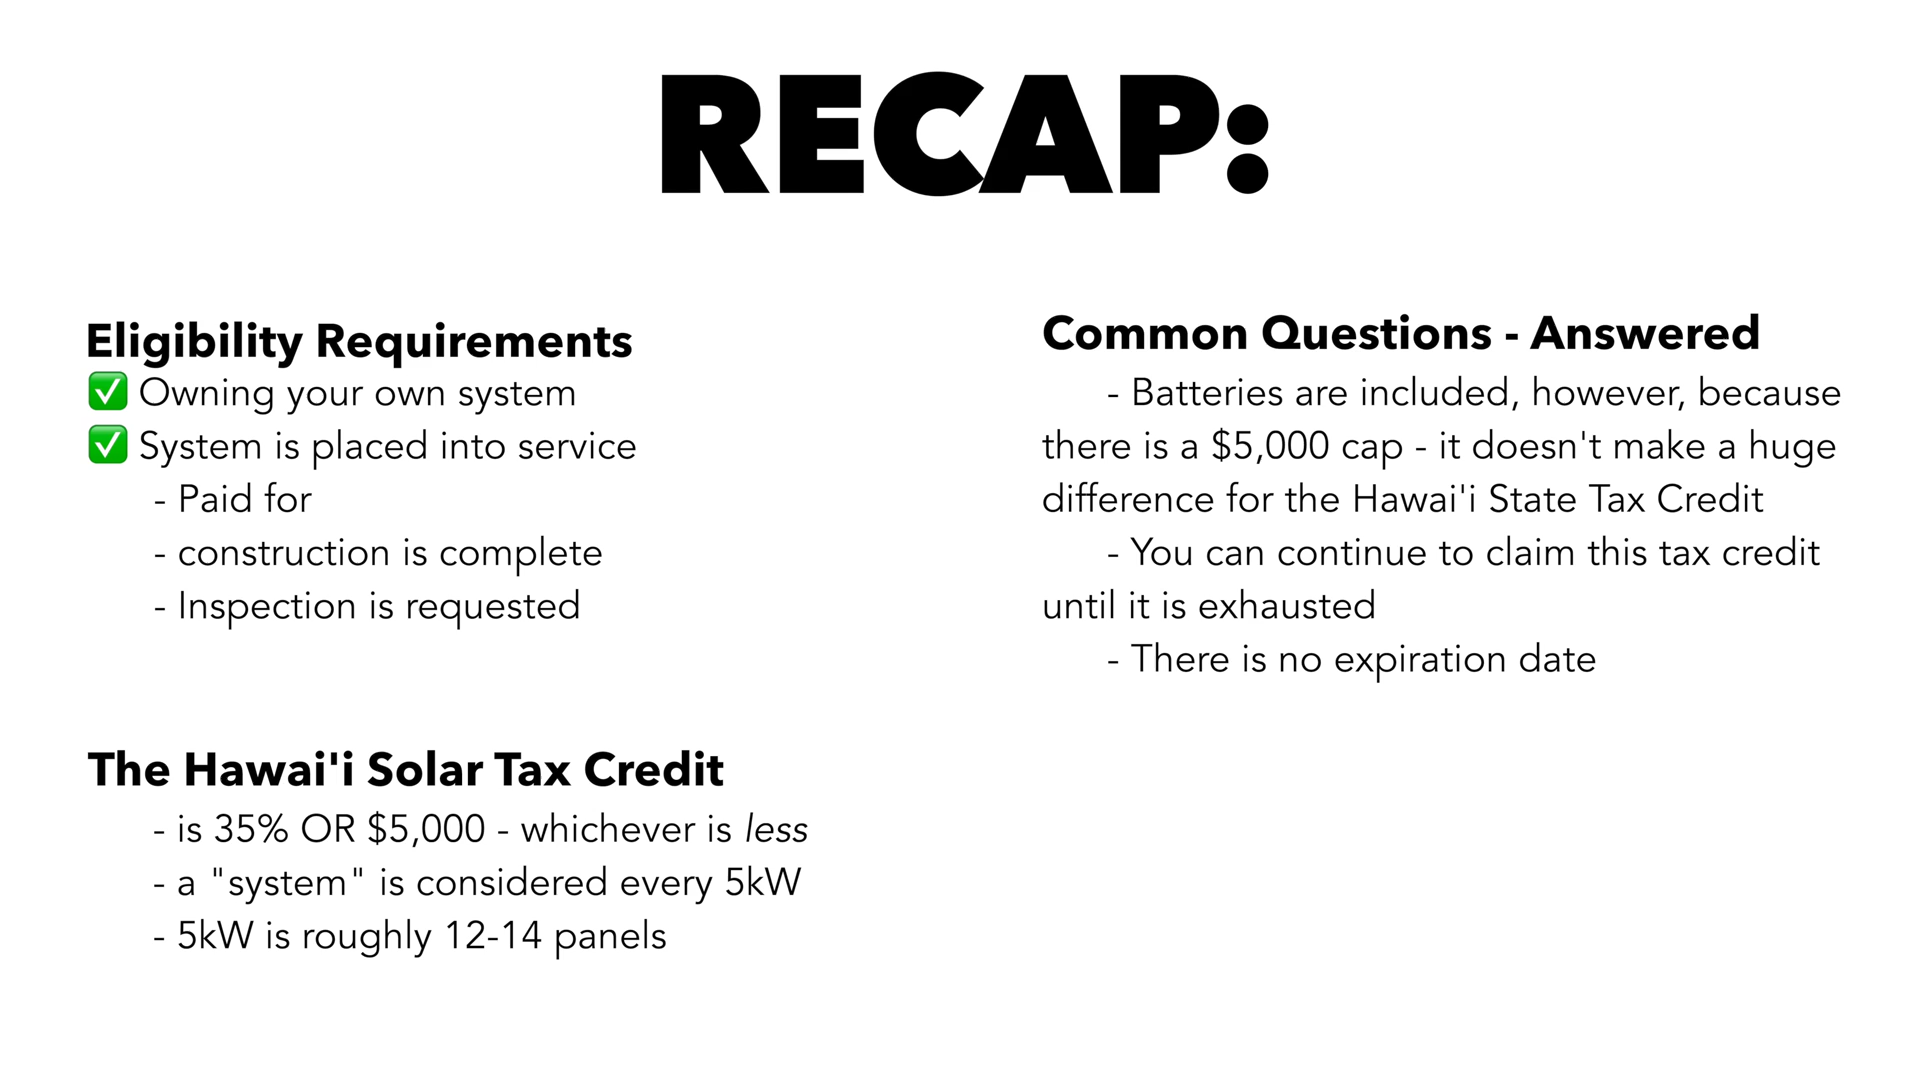 RECAP:
Eligibility Requirements
✅ Owning your own system
✅ System is placed into service
- Paid for
- construction is complete
- Inspection is requested
The Hawai'i Solar Tax Credit
- is 35% OR $5,000 - whichever is less
- a "system" is considered every 5kW
- 5kW is roughly 12-14 panels
Common Questions - Answered
- Batteries are included, however, because
there is a $5,000 cap - it doesn't make a huge
difference for the Hawai'i State Tax Credit
- You can continue to claim this tax credit
until it is exhausted
- There is no expiration date